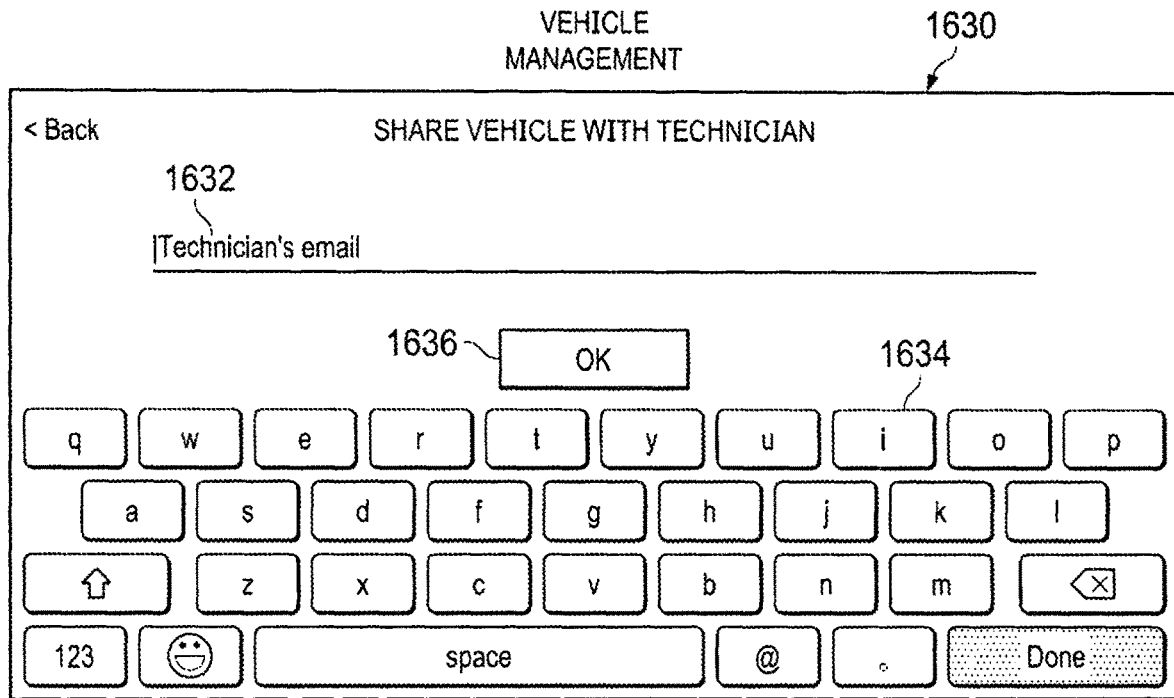 VEHICLE
MANAGEMENT
1630
< Back
SHARE VEHICLE WITH TECHNICIAN
1632
Technician's email
1636
OK
1634
q w e r t y u i o p
a s d f g h j k l
z x c v b n m
123 space @ . Done